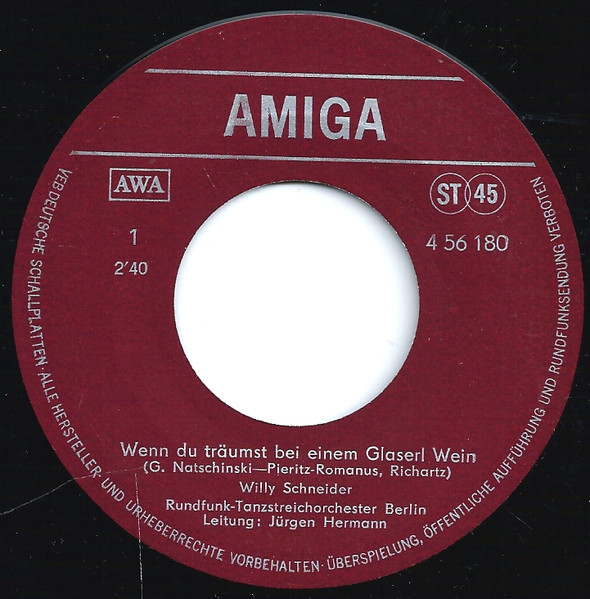 AMIGA
AWA
ST 45
1
4 56 180
2'40
Wenn du träumst bei einem Glaserl Wein
(G. Natschinski—Pieritz-Romanus, Richartz)
Willy Schneider
Rundfunk-Tanzstreichorchester Berlin
Leitung: Jürgen Hermann
VEB DEUTSCHE SCHALLPLATTEN · ALLE HERSTELLER- UND URHEBERRECHTE VORBEHALTEN · ÜBERSPIELUNG, ÖFFENTLICHE AUFFÜHRUNG UND RUNDFUNKSENDUNG VERBOTEN